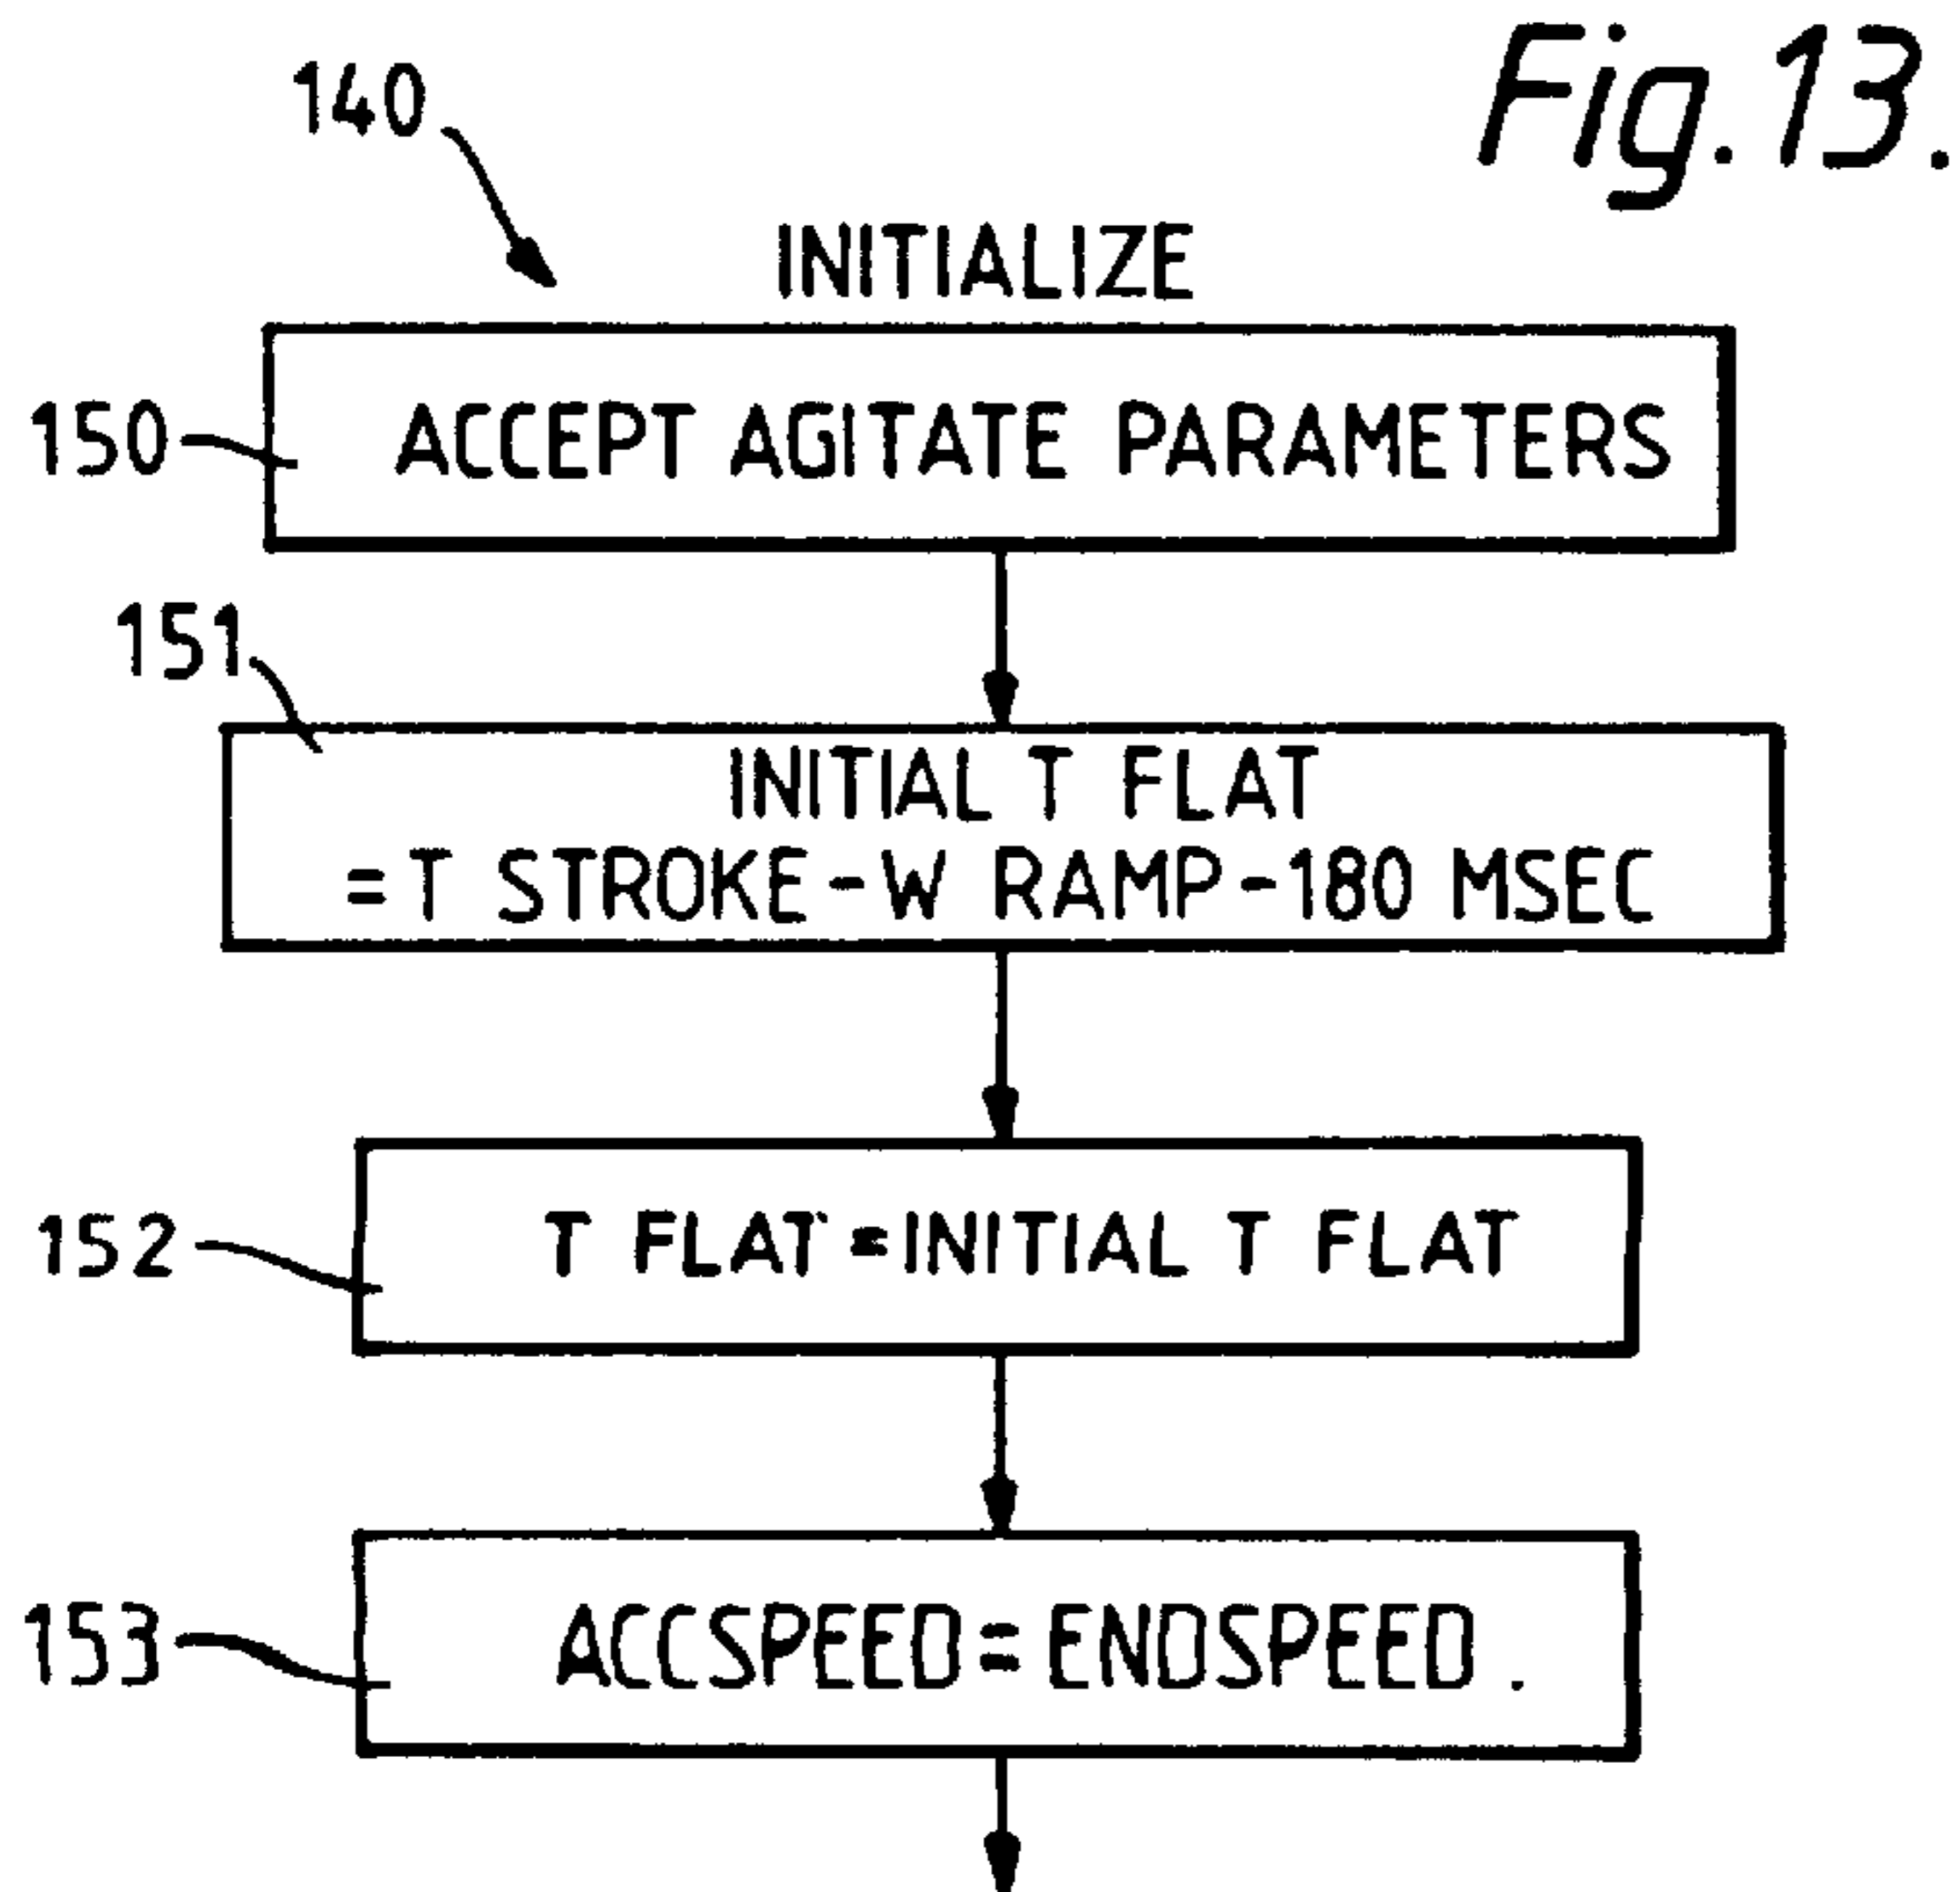 Fig. 13.
140
INITIALIZE
150
ACCEPT AGITATE PARAMETERS
151
INITIAL T FLAT
= T STROKE - W RAMP - 180 MSEC
152
T FLAT = INITIAL T FLAT
153
ACCSPEED = ENDSPEED .